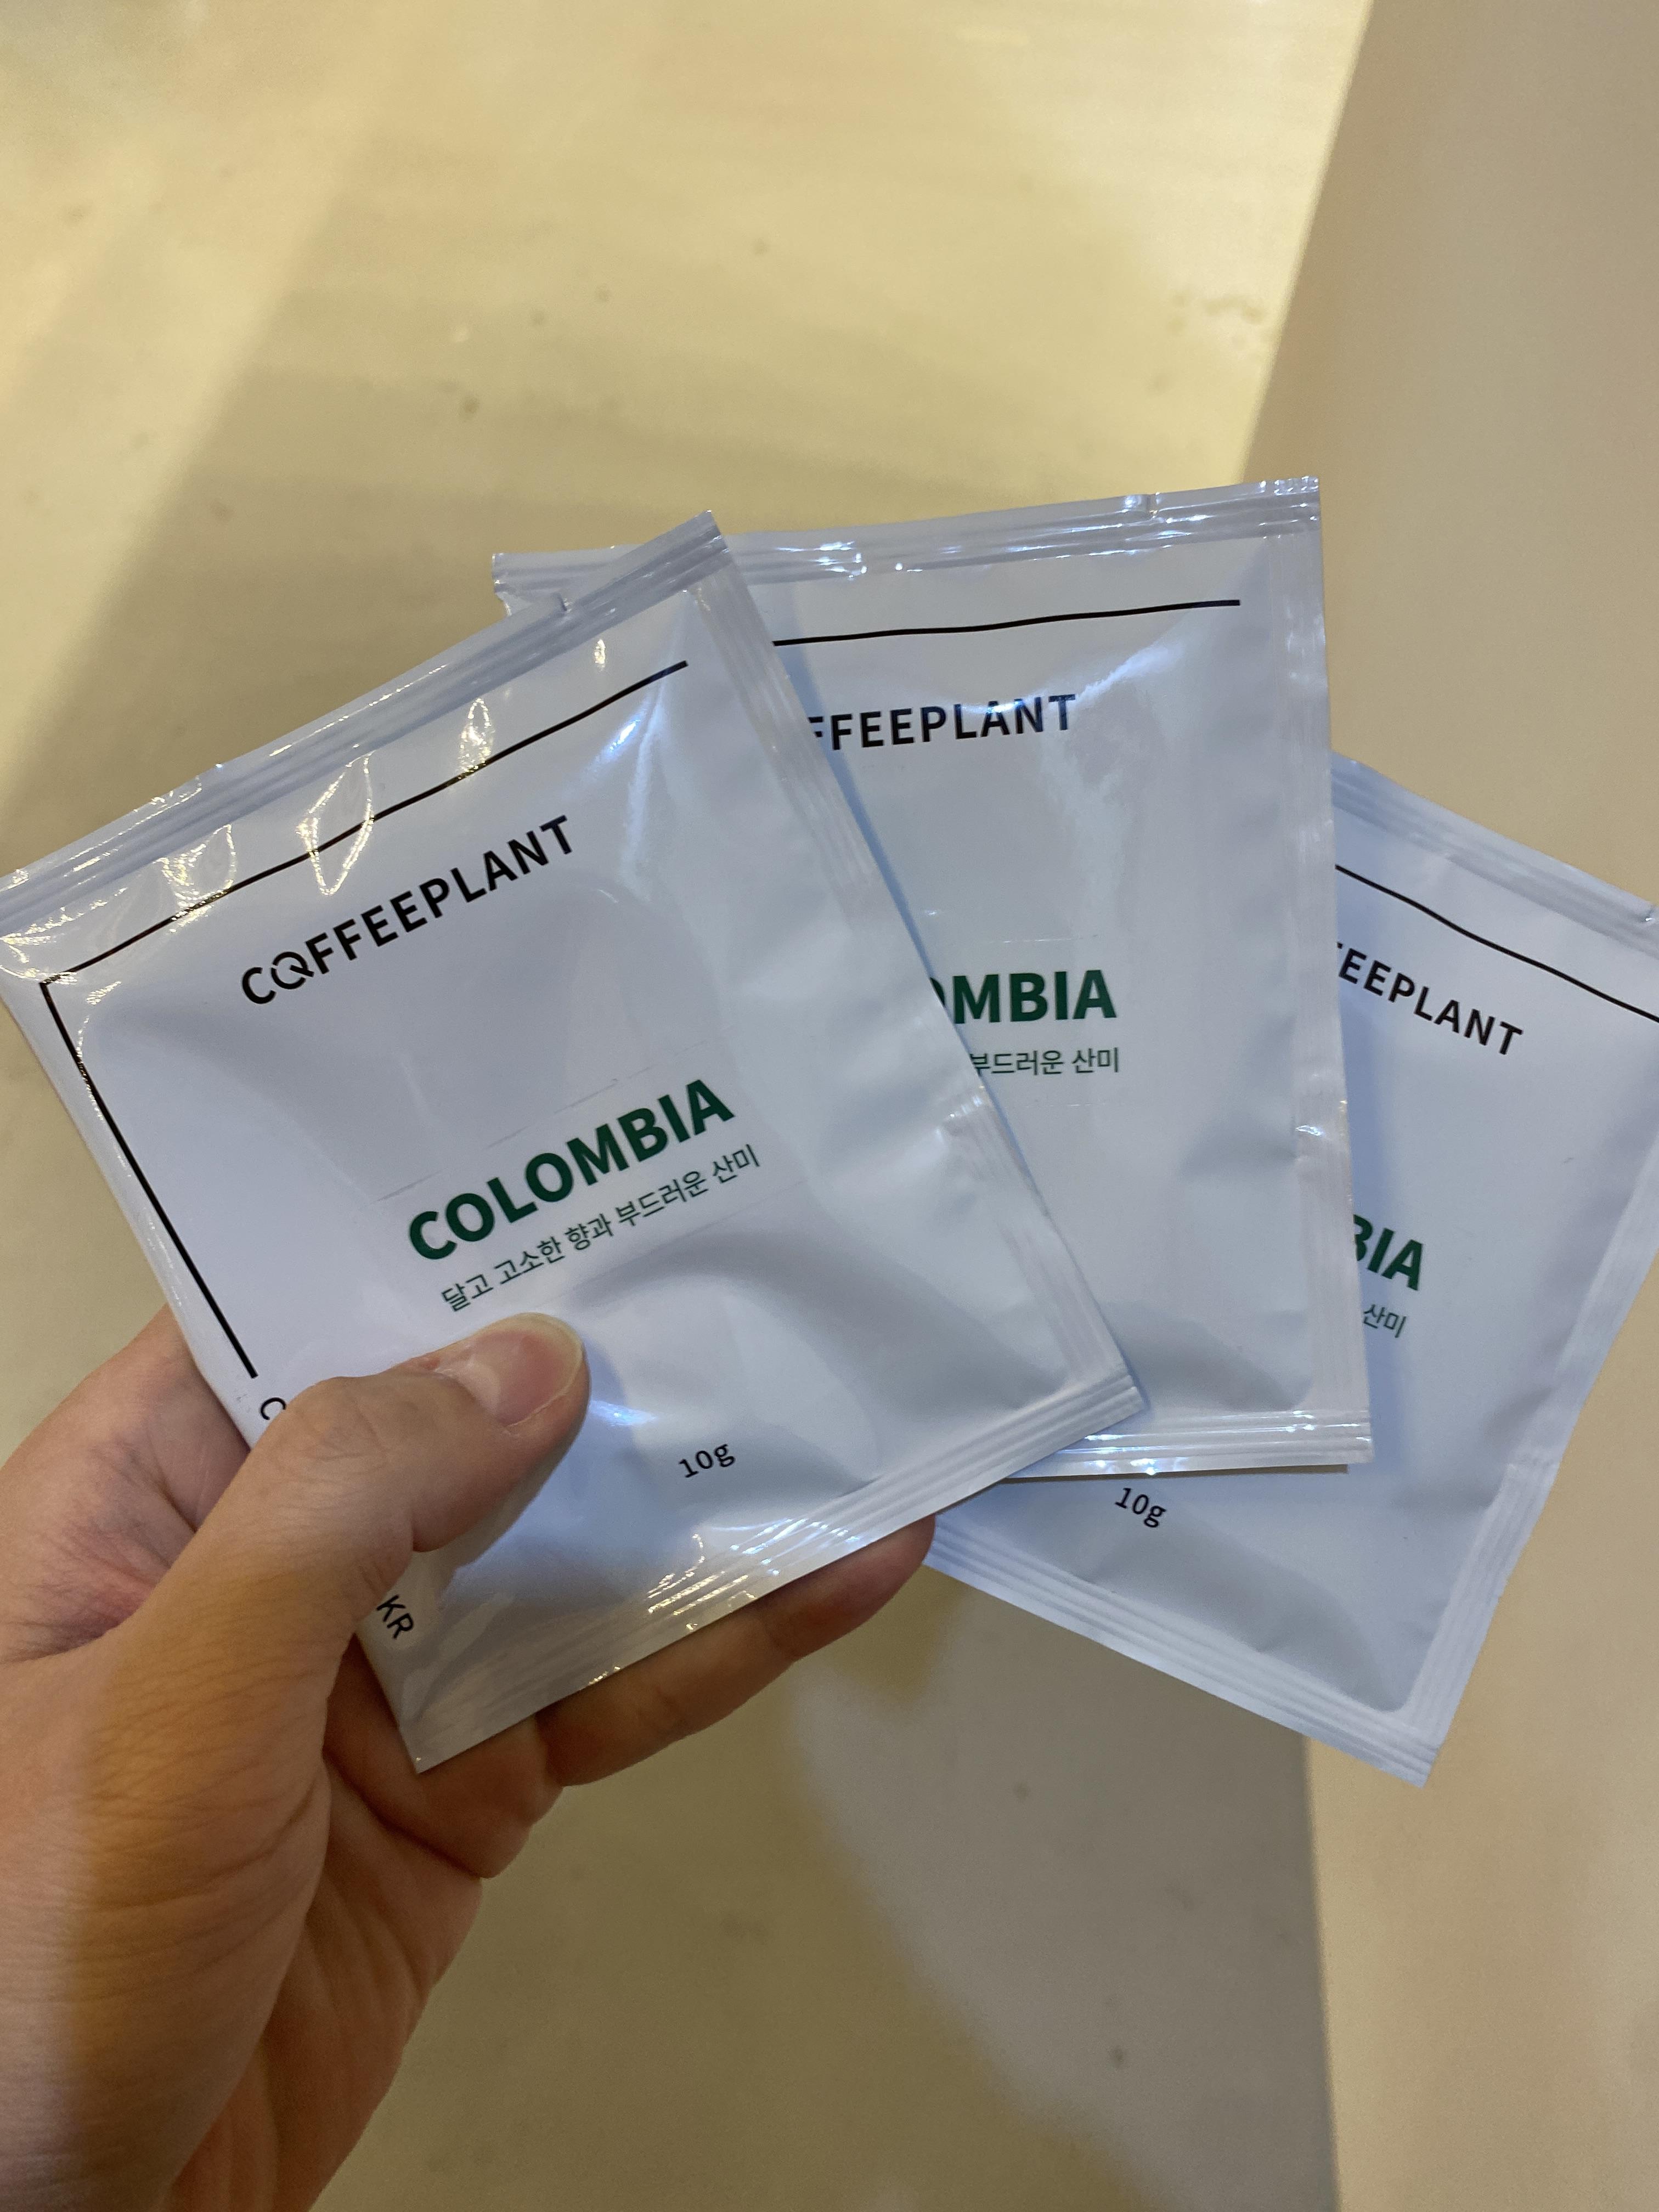 COFFEEPLANT
COLOMBIA
달고 고소한 향과 부드러운 산미
10g
KR
FFEEPLANT
OMBIA
부드러운 산미
EEPLANT
BIA
산미
10g